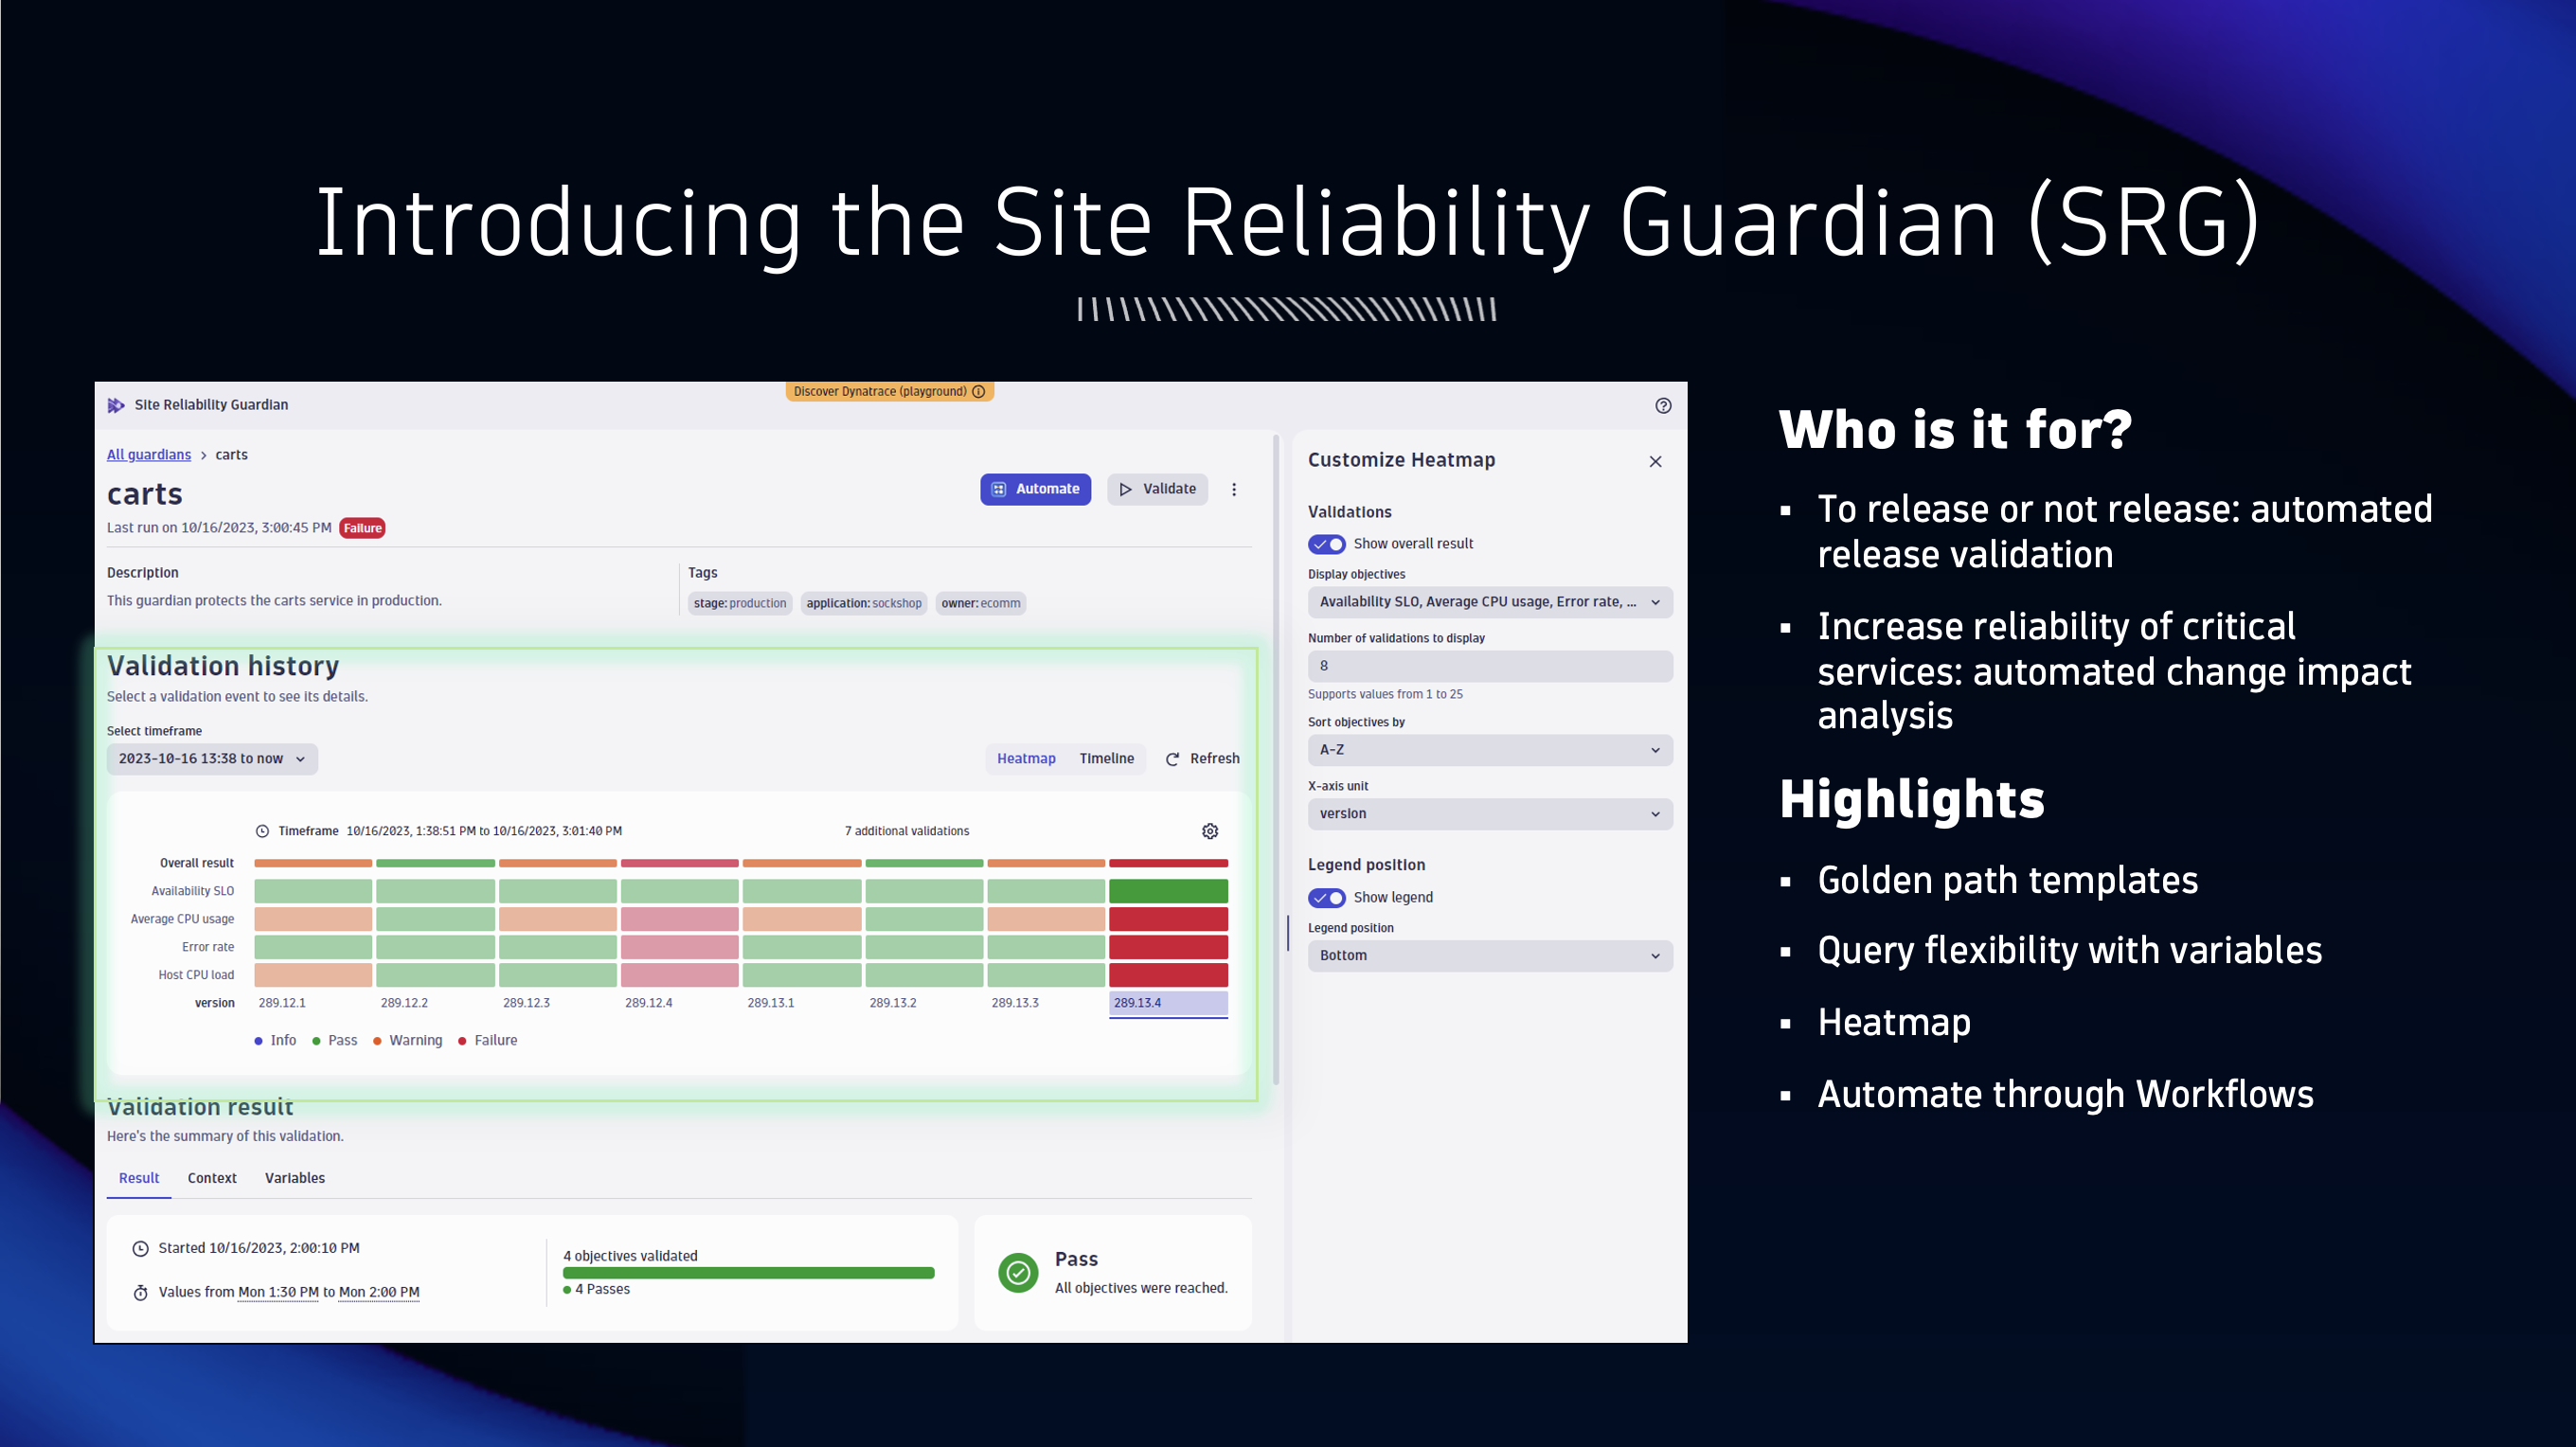 Introducing the Site Reliability Guardian (SRG)
Site Reliability Guardian
Discover Dynatrace (playground)
All guardians > carts
carts
Automate
Validate
Last run on 10/16/2023, 3:00:45 PM Failure
Description
This guardian protects the carts service in production.
Tags
stage: production application: sockshop owner: ecomm
Validation history
Select a validation event to see its details.
Select timeframe
2023-10-16 13:38 to now
Heatmap Timeline Refresh
Timeframe 10/16/2023, 1:38:51 PM to 10/16/2023, 3:01:40 PM
7 additional validations
Overall result
Availability SLO
Average CPU usage
Error rate
Host CPU load
version 289.12.1 289.12.2 289.12.3 289.12.4 289.13.1 289.13.2 289.13.3 289.13.4
Info Pass Warning Failure
Validation result
Here's the summary of this validation.
Result Context Variables
Started 10/16/2023, 2:00:10 PM
Values from Mon 1:30 PM to Mon 2:00 PM
4 objectives validated
4 Passes
Pass
All objectives were reached.
Customize Heatmap
Validations
Show overall result
Display objectives
Availability SLO, Average CPU usage, Error rate, ...
Number of validations to display
8
Supports values from 1 to 25
Sort objectives by
A-Z
X-axis unit
version
Legend position
Show legend
Legend position
Bottom
Who is it for?
▪ To release or not release: automated
release validation
▪ Increase reliability of critical
services: automated change impact
analysis
Highlights
▪ Golden path templates
▪ Query flexibility with variables
▪ Heatmap
▪ Automate through Workflows